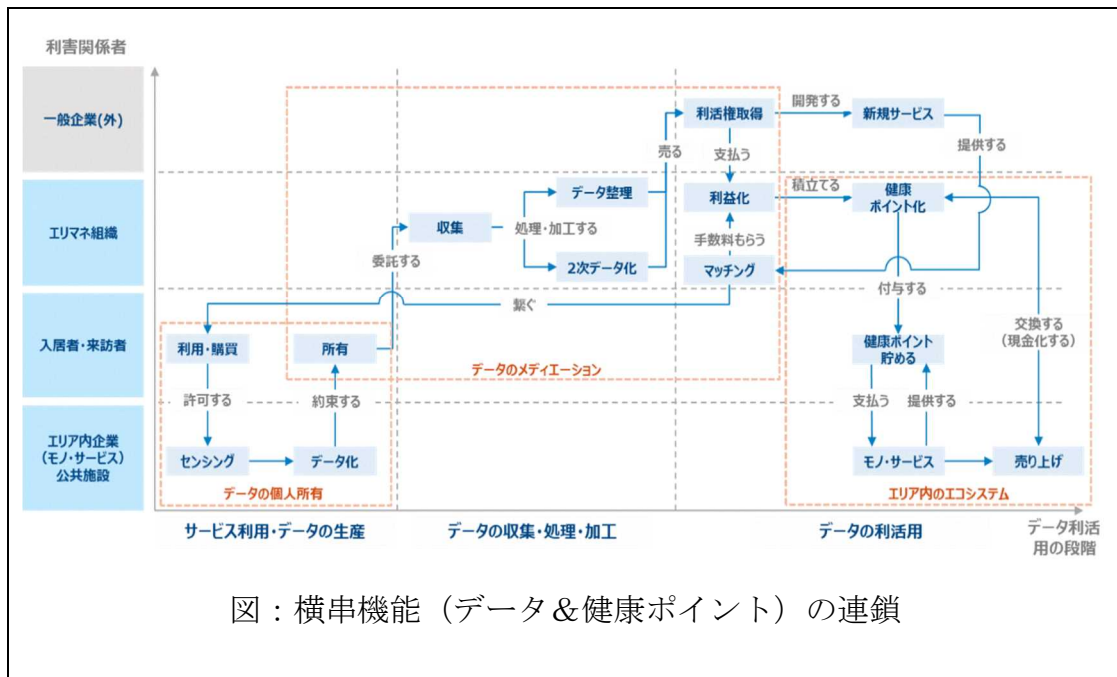 利害関係者
一般企業(外)
利活権取得
開発する
新規サービス
売る
支払う
提供する
エリマネ組織
収集
処理・加工する
データ整理
2次データ化
利益化
積立てる
健康
ポイント化
手数料もらう
マッチング
委託する
付与する
繋ぐ
入居者・来訪者
利用・購買
所有
データのメディエーション
健康ポイント
貯める
交換する
(現金化する)
許可する
約束する
支払う
提供する
エリア内企業
(モノ・サービス)
公共施設
センシング
データ化
モノ・サービス
売り上げ
データの個人所有
エリア内のエコシステム
サービス利用・データの生産
データの収集・処理・加工
データの利活用
データ利活
用の段階
図：横串機能（データ＆健康ポイント）の連鎖